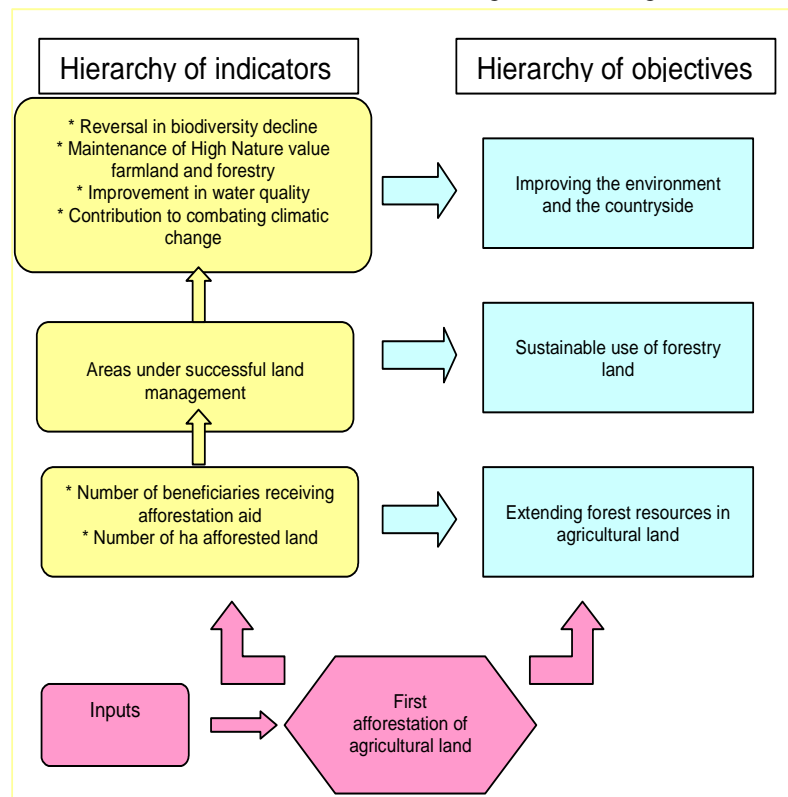 Hierarchy of indicators
Hierarchy of objectives
* Reversal in biodiversity decline
* Maintenance of High Nature value
farmland and forestry
* Improvement in water quality
* Contribution to combating climatic
change
Improving the environment
and the countryside
Areas under successful land
management
Sustainable use of forestry
land
* Number of beneficiaries receiving
afforestation aid
* Number of ha afforested land
Extending forest resources in
agricultural land
Inputs
First
afforestation of
agricultural land